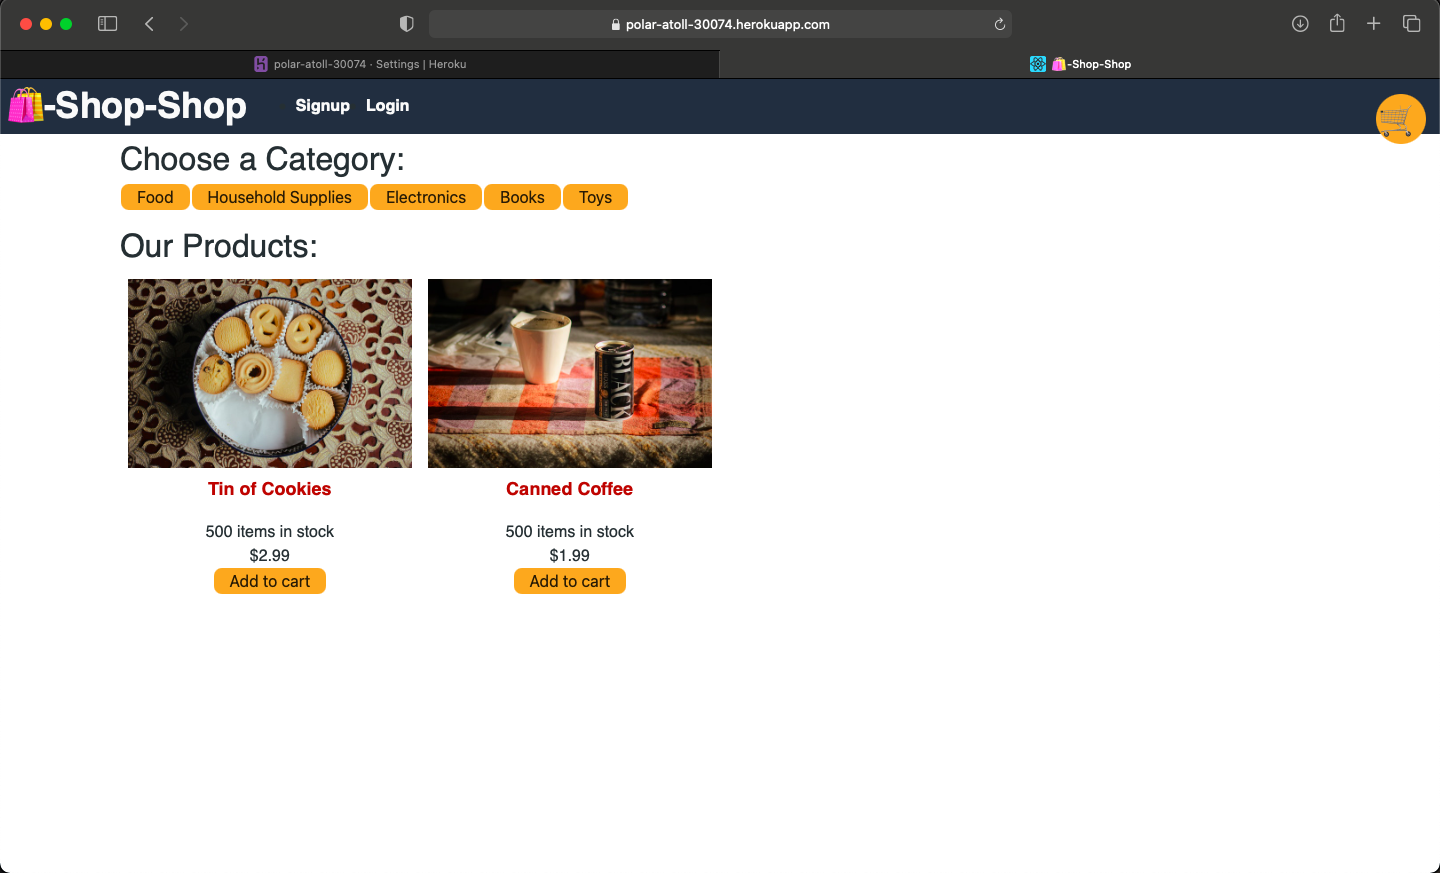 polar-atoll-30074.herokuapp.com
polar-atoll-30074 · Settings | Heroku
🛍️-Shop-Shop
🛍️-Shop-Shop
Signup Login
Choose a Category:
Food Household Supplies Electronics Books Toys
Our Products:
BLACK
Tin of Cookies
Canned Coffee
500 items in stock
500 items in stock
$2.99
$1.99
Add to cart
Add to cart